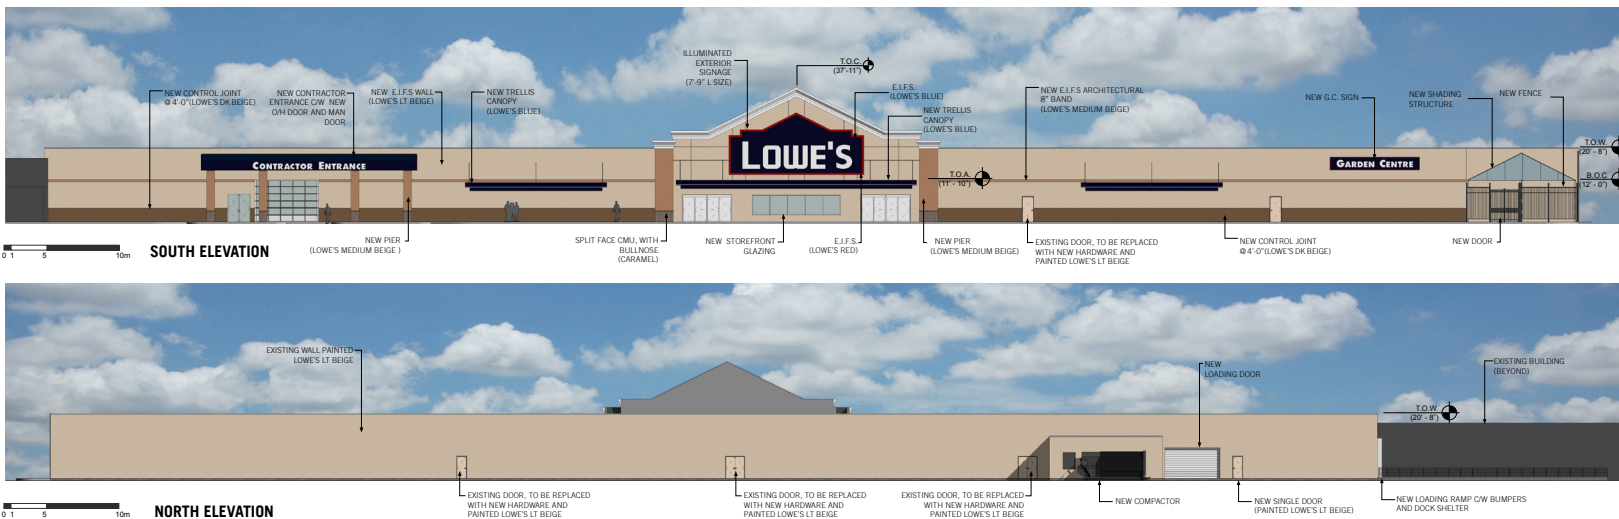 ILLUMINATED
EXTERIOR
SIGNAGE
(7'-9" L SIZE)
T.O.C.
(37'-11")
NEW CONTROL JOINT
@4'-0"(LOWE'S DK BEIGE)
NEW CONTRACTOR
ENTRANCE C/W NEW
O/H DOOR AND MAN
DOOR
NEW E.I.F.S WALL
(LOWE'S LT BEIGE)
NEW TRELLIS
CANOPY
(LOWE'S BLUE)
E.I.F.S.
(LOWE'S BLUE)
NEW TRELLIS
CANOPY
(LOWE'S BLUE)
NEW E.I.F.S ARCHITECTURAL
8" BAND
(LOWE'S MEDIUM BEIGE)
NEW G.C. SIGN
NEW SHADING
STRUCTURE
NEW FENCE
CONTRACTOR ENTRANCE
LOWE'S
GARDEN CENTRE
T.O.W.
(20' - 8")
T.O.A.
(11' - 10")
B.O.C
(12' - 0")
0 1 5 10m
SOUTH ELEVATION
NEW PIER
(LOWE'S MEDIUM BEIGE )
SPLIT FACE CMU, WITH
BULLNOSE
(CARAMEL)
NEW STOREFRONT
GLAZING
E.I.F.S.
(LOWE'S RED)
NEW PIER
(LOWE'S MEDIUM BEIGE)
EXISTING DOOR, TO BE REPLACED
WITH NEW HARDWARE AND
PAINTED LOWE'S LT BEIGE
NEW CONTROL JOINT
@4'-0"(LOWE'S DK BEIGE)
NEW DOOR
EXISTING WALL PAINTED
LOWE'S LT BEIGE
NEW
LOADING DOOR
EXISTING BUILDING
(BEYOND)
T.O.W.
(20' - 8")
0 1 5 10m
NORTH ELEVATION
EXISTING DOOR, TO BE REPLACED
WITH NEW HARDWARE AND
PAINTED LOWE'S LT BEIGE
EXISTING DOOR, TO BE REPLACED
WITH NEW HARDWARE AND
PAINTED LOWE'S LT BEIGE
EXISTING DOOR, TO BE REPLACED
WITH NEW HARDWARE AND
PAINTED LOWE'S LT BEIGE
NEW COMPACTOR
NEW SINGLE DOOR
(PAINTED LOWE'S LT BEIGE)
NEW LOADING RAMP C/W BUMPERS
AND DOCK SHELTER